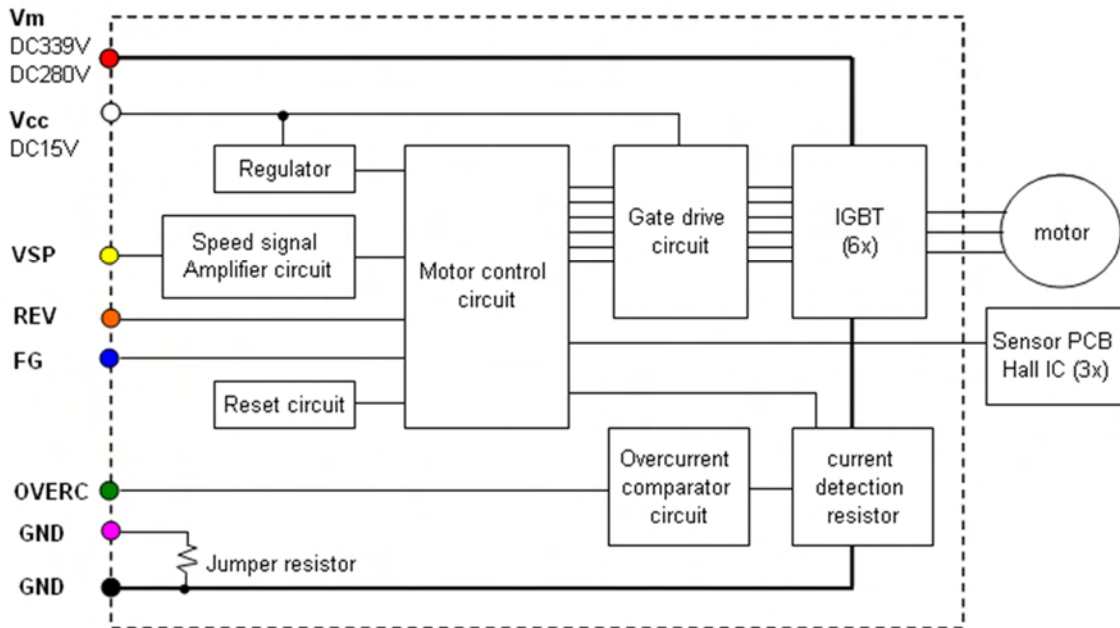 Vm
DC339V
DC280V
Vcc
DC15V
Regulator
Gate drive
circuit
IGBT
(6x)
motor
Speed signal
Amplifier circuit
VSP
Motor control
circuit
REV
FG
Sensor PCB
Hall IC (3x)
Reset circuit
Overcurrent
comparator
circuit
current
detection
resistor
OVERC
GND
Jumper resistor
GND